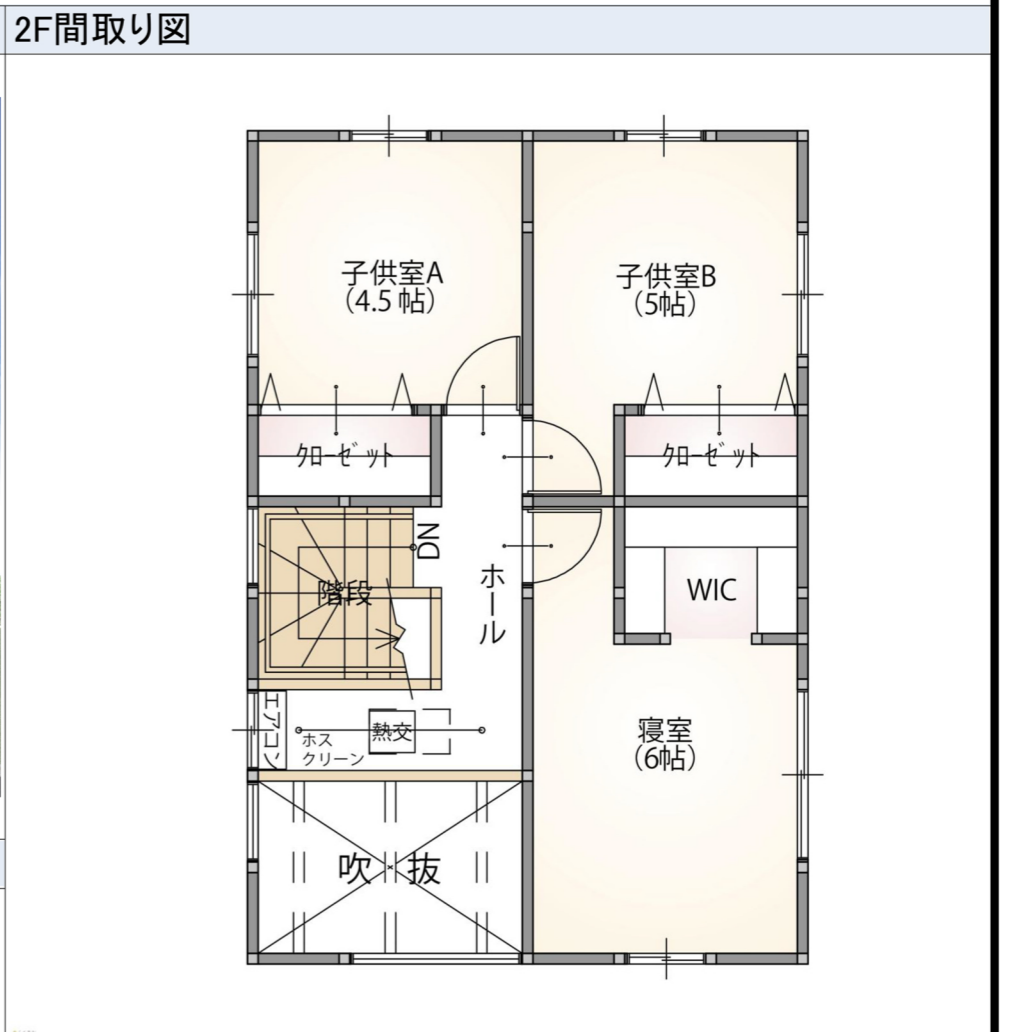 2F間取り図
子供室A
（4.5 帖）
子供室B
（5帖）
クローゼット
クローゼット
DN
階段
ホール
WIC
エアコン
ホス
クリーン
熱交
寝室
（6帖）
吹 抜